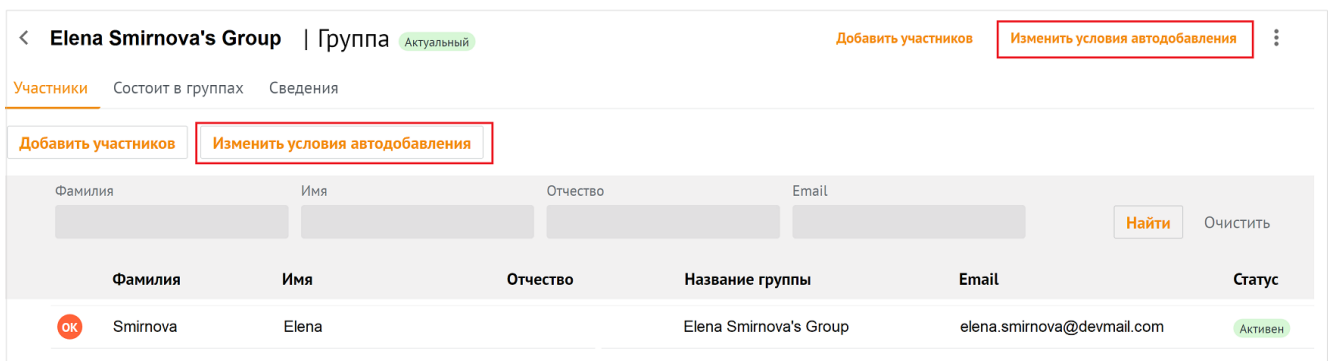 Elena Smirnova's Group | Группа Актуальный Добавить участников Изменить условия автодобавления
Участники Состоит в группах Сведения
Добавить участников Изменить условия автодобавления
Фамилия Имя Отчество Email
Найти Очистить
Фамилия Имя Отчество Название группы Email Статус
ОК Smirnova Elena Elena Smirnova's Group elena.smirnova@devmail.com Активен